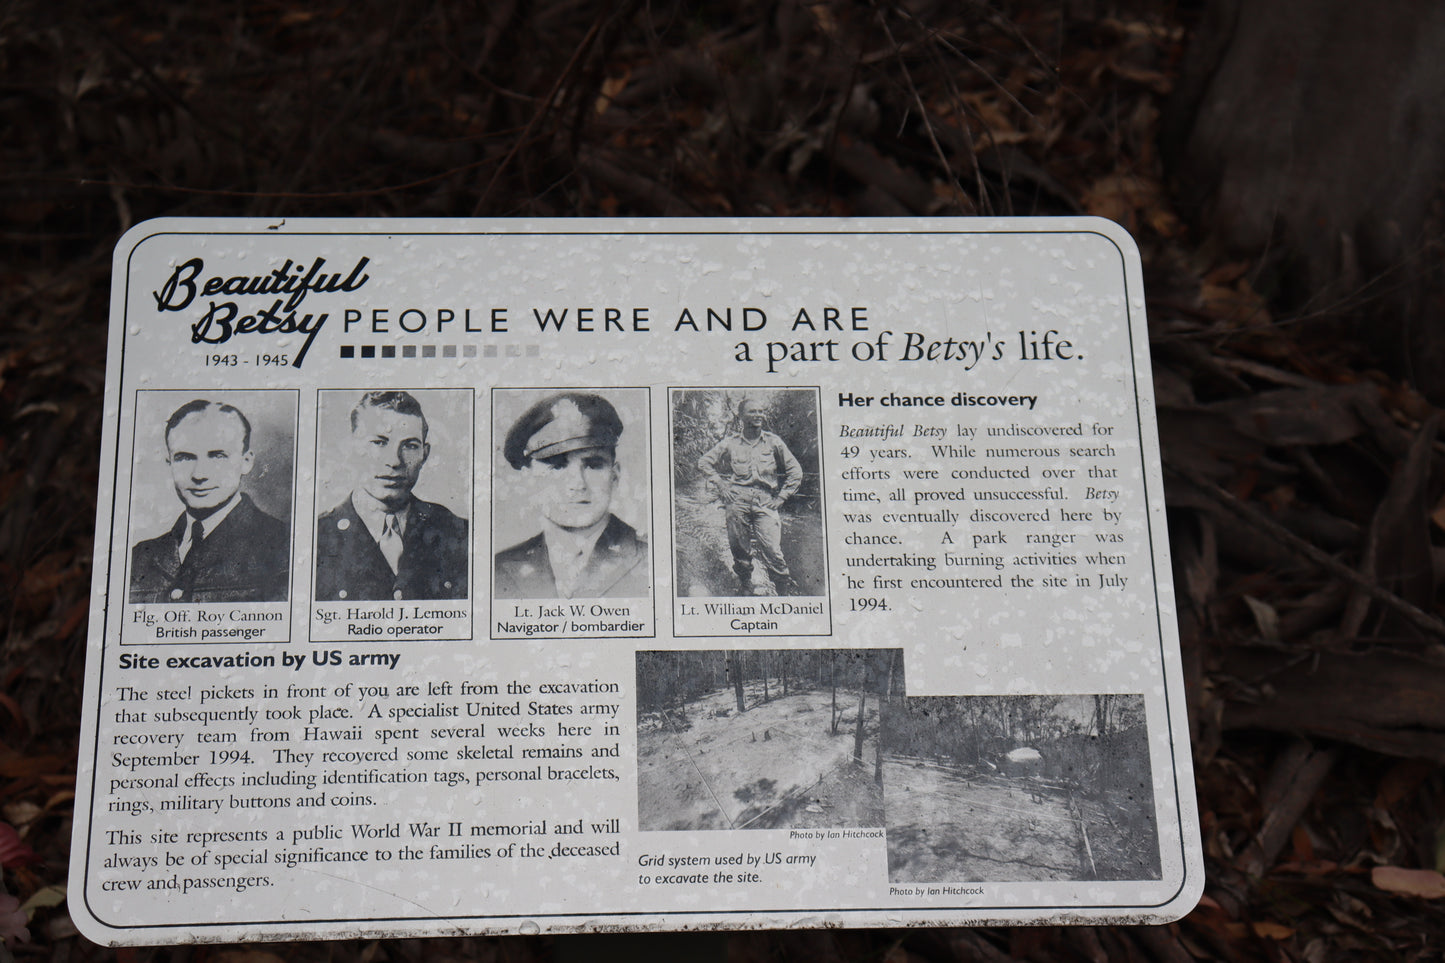 Beautiful
Betsy
1943 - 1945
PEOPLE WERE AND ARE
a part of Betsy's life.
Flg. Off. Roy Cannon
British passenger
Sgt. Harold J. Lemons
Radio operator
Lt. Jack W. Owen
Navigator / bombardier
Lt. William McDaniel
Captain
Her chance discovery
Beautiful Betsy lay undiscovered for
49 years. While numerous search
efforts were conducted over that
time, all proved unsuccessful. Betsy
was eventually discovered here by
chance. A park ranger was
undertaking burning activities when
he first encountered the site in July
1994.
Site excavation by US army
The steel pickets in front of you are left from the excavation
that subsequently took place. A specialist United States army
recovery team from Hawaii spent several weeks here in
September 1994. They recovered some skeletal remains and
personal effects including identification tags, personal bracelets,
rings, military buttons and coins.
This site represents a public World War II memorial and will
always be of special significance to the families of the deceased
crew and passengers.
Photo by Ian Hitchcock
Grid system used by US army
to excavate the site.
Photo by Ian Hitchcock